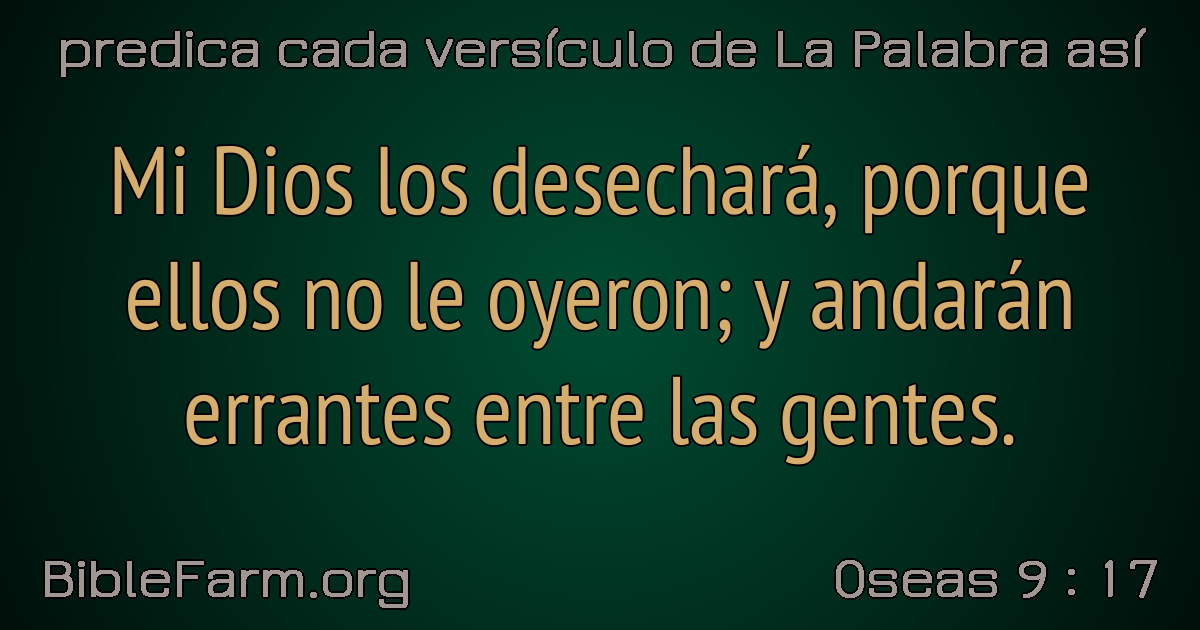 predica cada versículo de La Palabra así
Mi Dios los desechará, porque
ellos no le oyeron; y andarán
errantes entre las gentes.
BibleFarm.org
Oseas 9 : 17